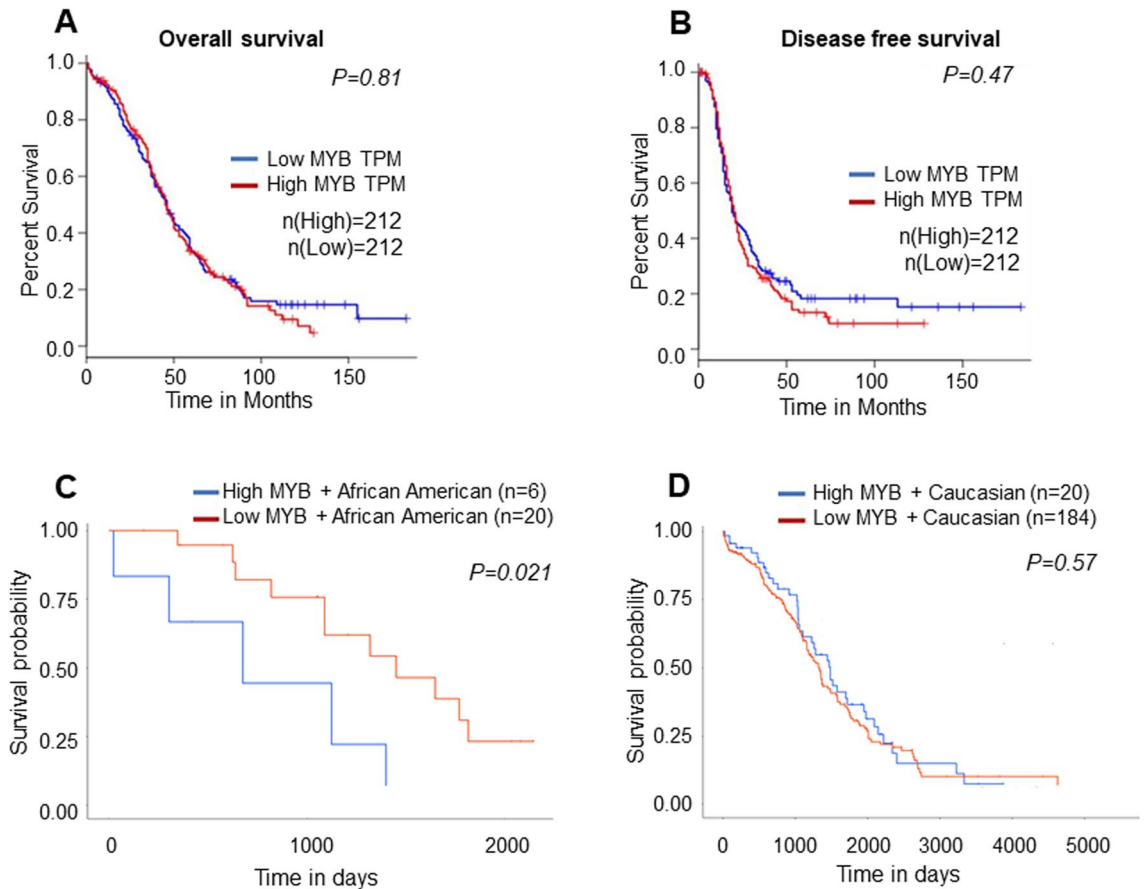 A
Overall survival
P=0.81
1.0
0.8
0.6
0.4
0.2
0.0
Percent Survival
Low MYB TPM
High MYB TPM
n(High)=212
n(Low)=212
0 50 100 150
Time in Months
B
Disease free survival
P=0.47
1.0
0.8
0.6
0.4
0.2
0.0
Percent Survival
Low MYB TPM
High MYB TPM
n(High)=212
n(Low)=212
0 50 100 150
Time in Months
C
High MYB + African American (n=6)
Low MYB + African American (n=20)
P=0.021
1.00
0.75
0.50
0.25
0.00
Survival probability
0 1000 2000
Time in days
D
High MYB + Caucasian (n=20)
Low MYB + Caucasian (n=184)
P=0.57
1.00
0.75
0.50
0.25
0.00
Survival probability
0 1000 2000 3000 4000 5000
Time in days